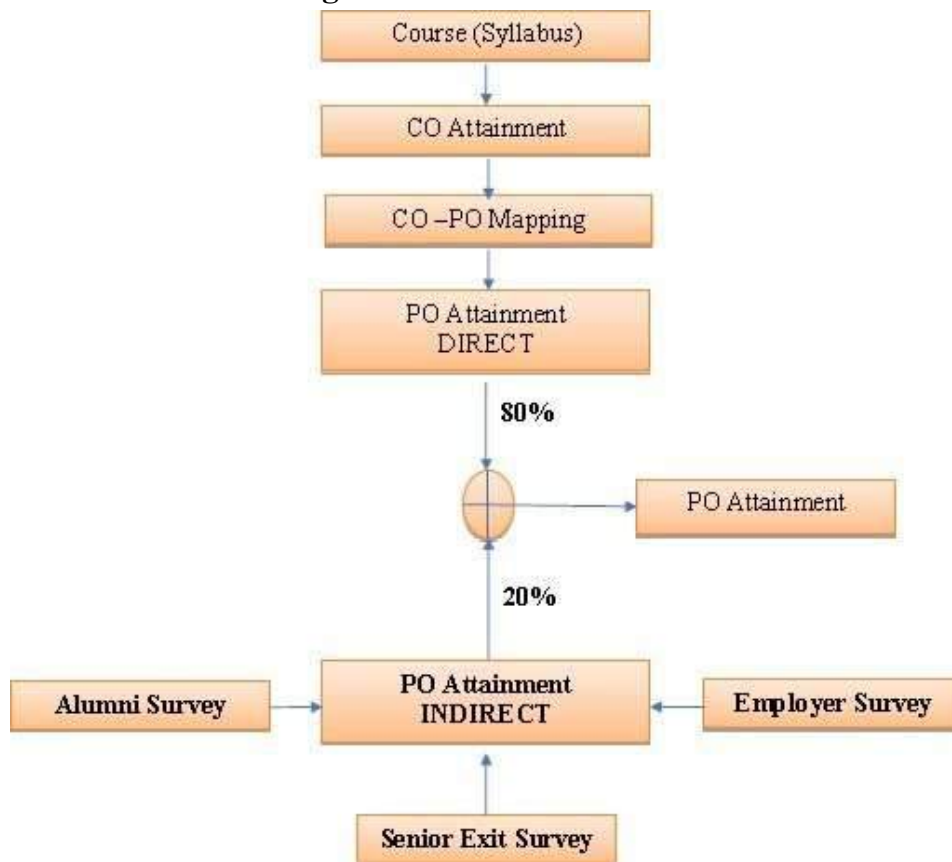 Course (Syllabus)
CO Attainment
CO –PO Mapping
PO Attainment
DIRECT
80%
PO Attainment
20%
PO Attainment
INDIRECT
Alumni Survey
Employer Survey
Senior Exit Survey